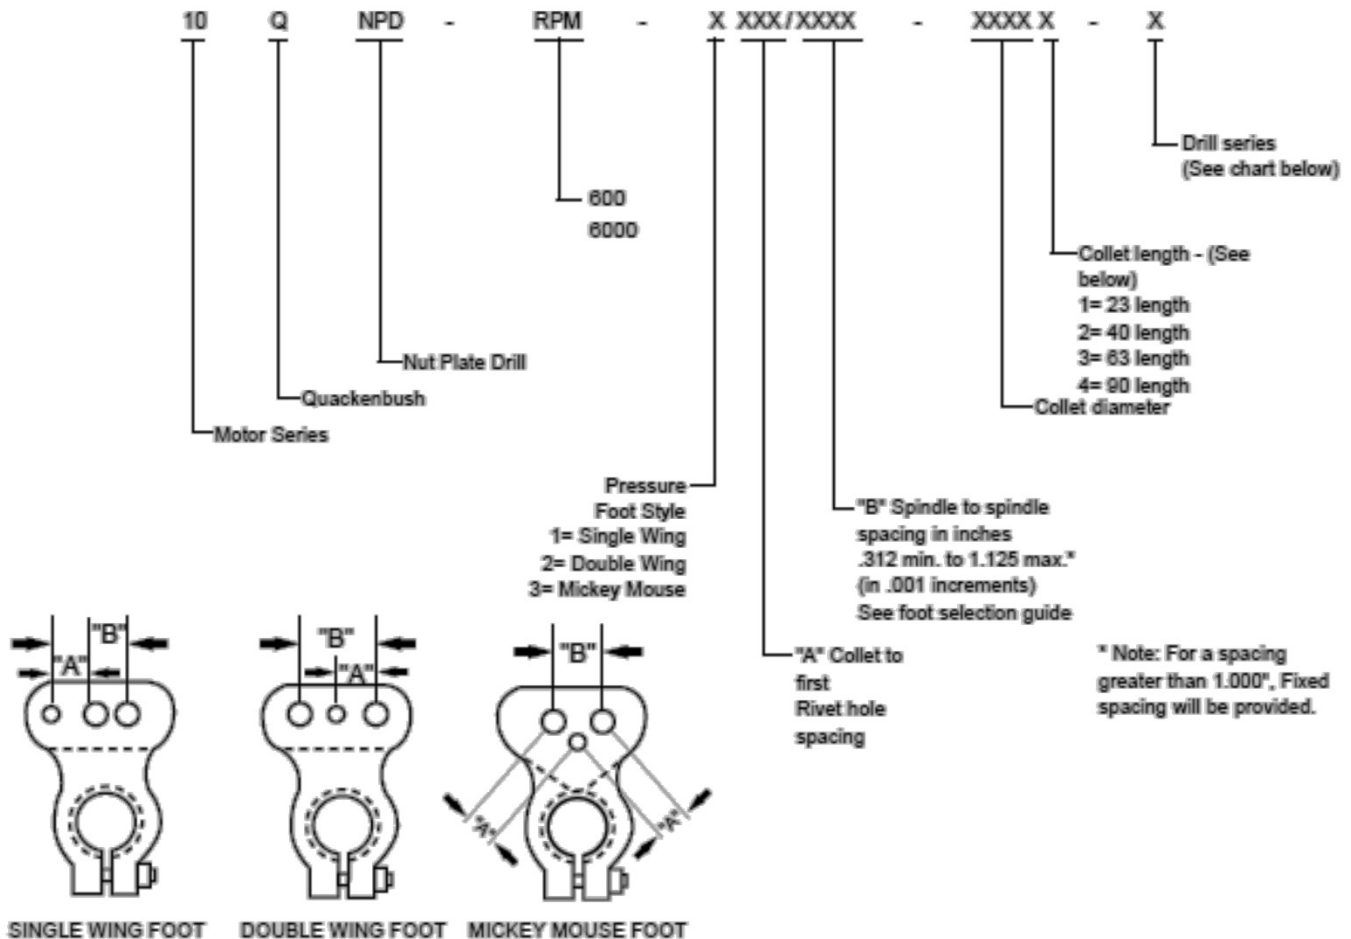 10 Q NPD - RPM - X XXX/XXXX - XXXX X - X
Drill series
(See chart below)
600
6000
Collet length - (See
below)
1= 23 length
2= 40 length
3= 63 length
4= 90 length
Collet diameter
Nut Plate Drill
Quackenbush
Motor Series
Pressure
Foot Style
1= Single Wing
2= Double Wing
3= Mickey Mouse
"B" Spindle to spindle
spacing in inches
.312 min. to 1.125 max.*
(in .001 increments)
See foot selection guide
"A" Collet to
first
Rivet hole
spacing
* Note: For a spacing
greater than 1.000", Fixed
spacing will be provided.
"B"
"A"
"B"
"A"
"B"
"A"
"A"
SINGLE WING FOOT
DOUBLE WING FOOT
MICKEY MOUSE FOOT